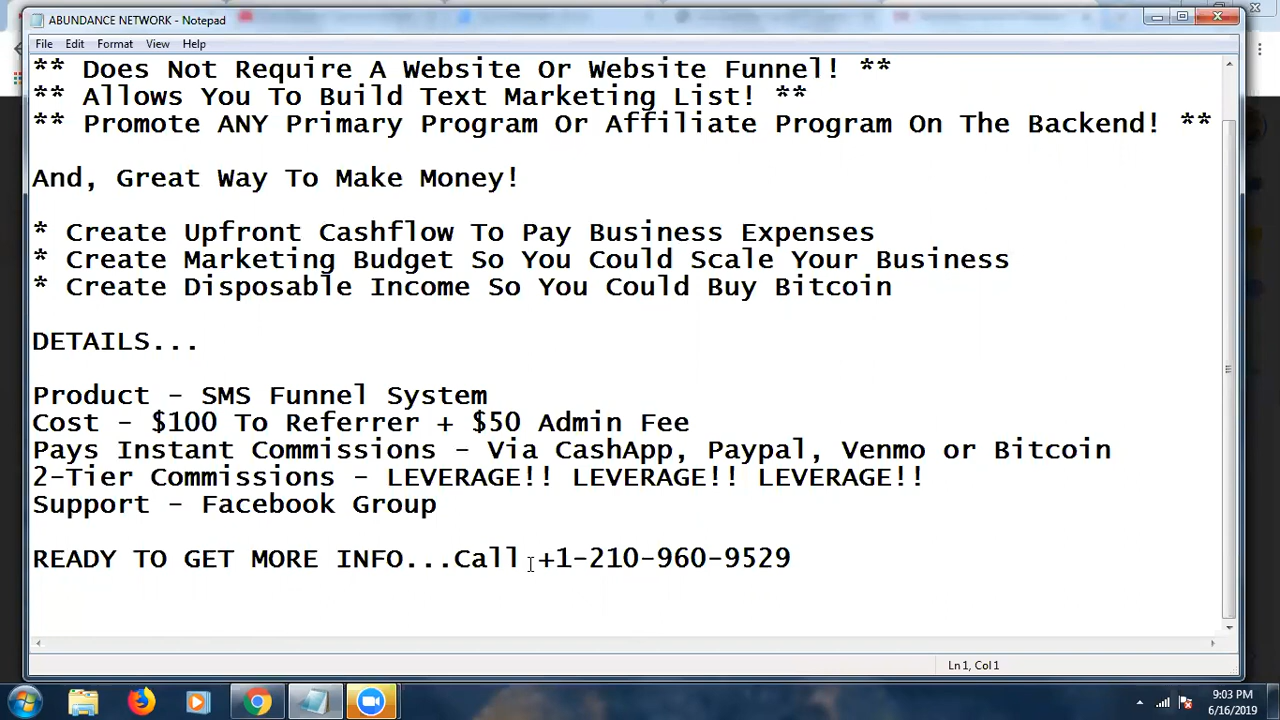 ABUNDANCE NETWORK - Notepad
File Edit Format View Help
** Does Not Require A Website Or Website Funnel! **
** Allows You To Build Text Marketing List! **
** Promote ANY Primary Program Or Affiliate Program On The Backend! **
And, Great Way To Make Money!
* Create Upfront Cashflow To Pay Business Expenses
* Create Marketing Budget So You Could Scale Your Business
* Create Disposable Income So You Could Buy Bitcoin
DETAILS...
Product - SMS Funnel System
Cost - $100 To Referrer + $50 Admin Fee
Pays Instant Commissions - Via CashApp, Paypal, Venmo or Bitcoin
2-Tier Commissions - LEVERAGE!! LEVERAGE!! LEVERAGE!!
Support - Facebook Group
READY TO GET MORE INFO...Call +1-210-960-9529
Ln1, Col1
9:03 PM
6/16/2019